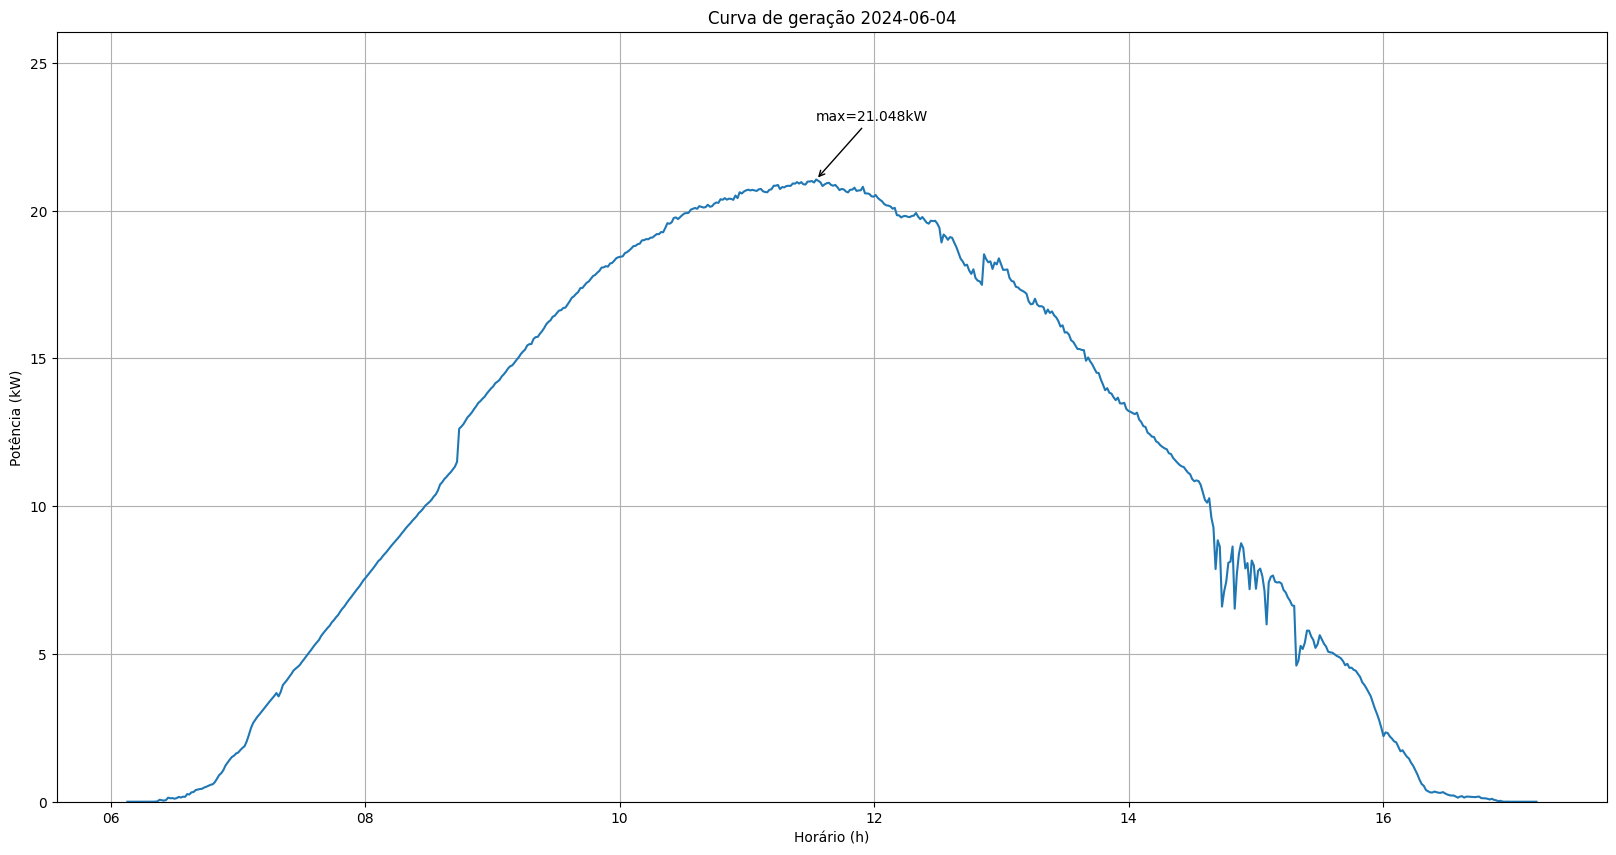 Curva de geração 2024-06-04
25
max=21.048kW
20
15
Potência (kW)
10
5
0
06 08 10 12 14 16
Horário (h)